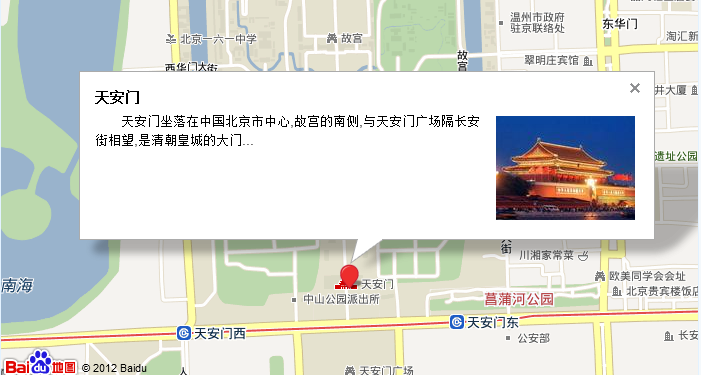 温州市政府
驻京联络处
东华门
北京一六一中学
故宫
淘汇新
西华门大街
故宫
翠明庄宾馆
井大厦
天安门
天安门坐落在中国北京市中心,故宫的南侧,与天安门广场隔长安
街相望,是清朝皇城的大门...
遗址公园
大街
川湘家常菜
南海
天安门
欧美同学会会址
中山公园派出所
菖蒲河公园
北京贵宾楼饭店
天安门西
天安门东
公安部
长安
Baidu地图
© 2012 Baidu
天安门广场